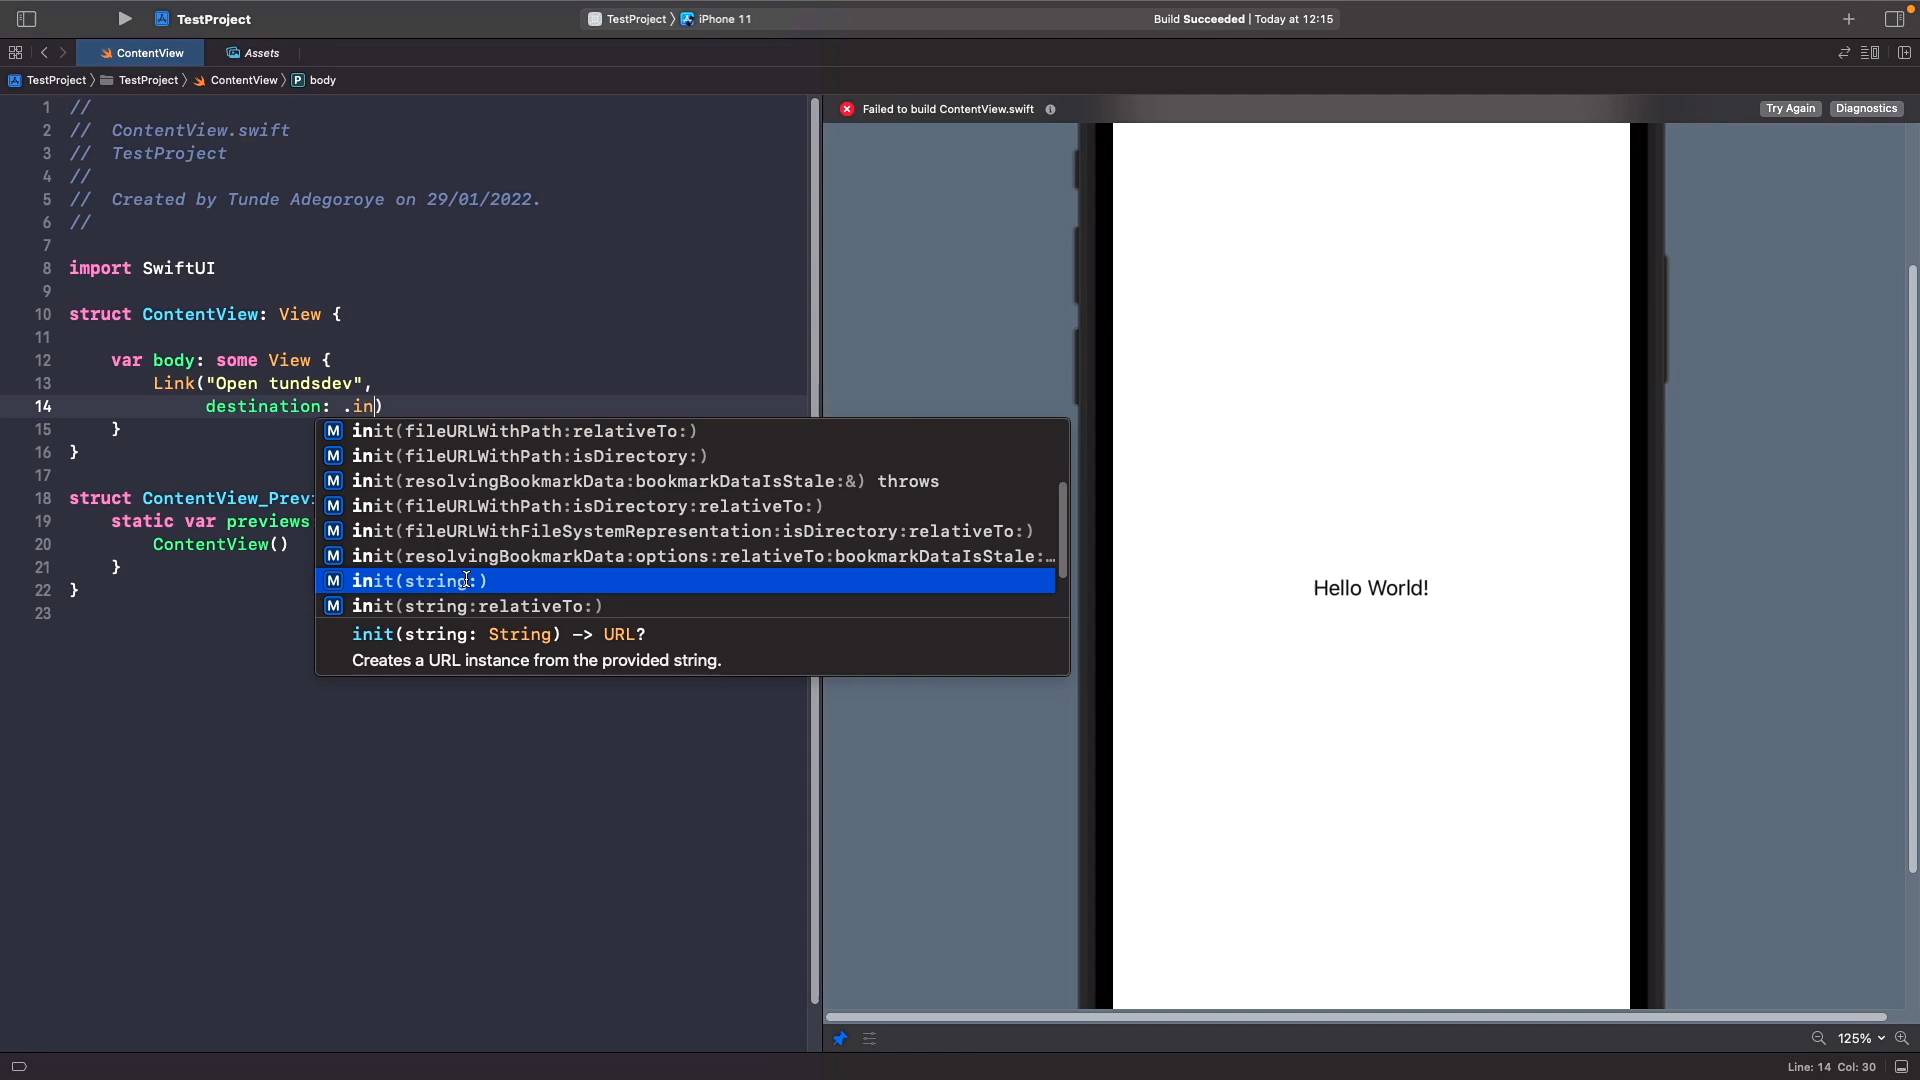 TestProject
TestProject 〉 iPhone 11
Build Succeeded | Today at 12:15
ContentView
Assets
TestProject 〉 TestProject 〉 ContentView 〉 P body
1 //
2 //  ContentView.swift
3 //  TestProject
4 //
5 //  Created by Tunde Adegoroye on 29/01/2022.
6 //
7
8 import SwiftUI
9
10 struct ContentView: View {
11
12     var body: some View {
13         Link("Open tundsdev",
14              destination: .in)
15     }
16 }
17
18 struct ContentView_Prev
19     static var previews
20         ContentView()
21     }
22 }
23
M init(fileURLWithPath:relativeTo:)
M init(fileURLWithPath:isDirectory:)
M init(resolvingBookmarkData:bookmarkDataIsStale:&) throws
M init(fileURLWithPath:isDirectory:relativeTo:)
M init(fileURLWithFileSystemRepresentation:isDirectory:relativeTo:)
M init(resolvingBookmarkData:options:relativeTo:bookmarkDataIsStale:…
M init(string:)
M init(string:relativeTo:)
init(string: String) -> URL?
Creates a URL instance from the provided string.
Failed to build ContentView.swift
Try Again
Diagnostics
Hello World!
125%
Line: 14 Col: 30